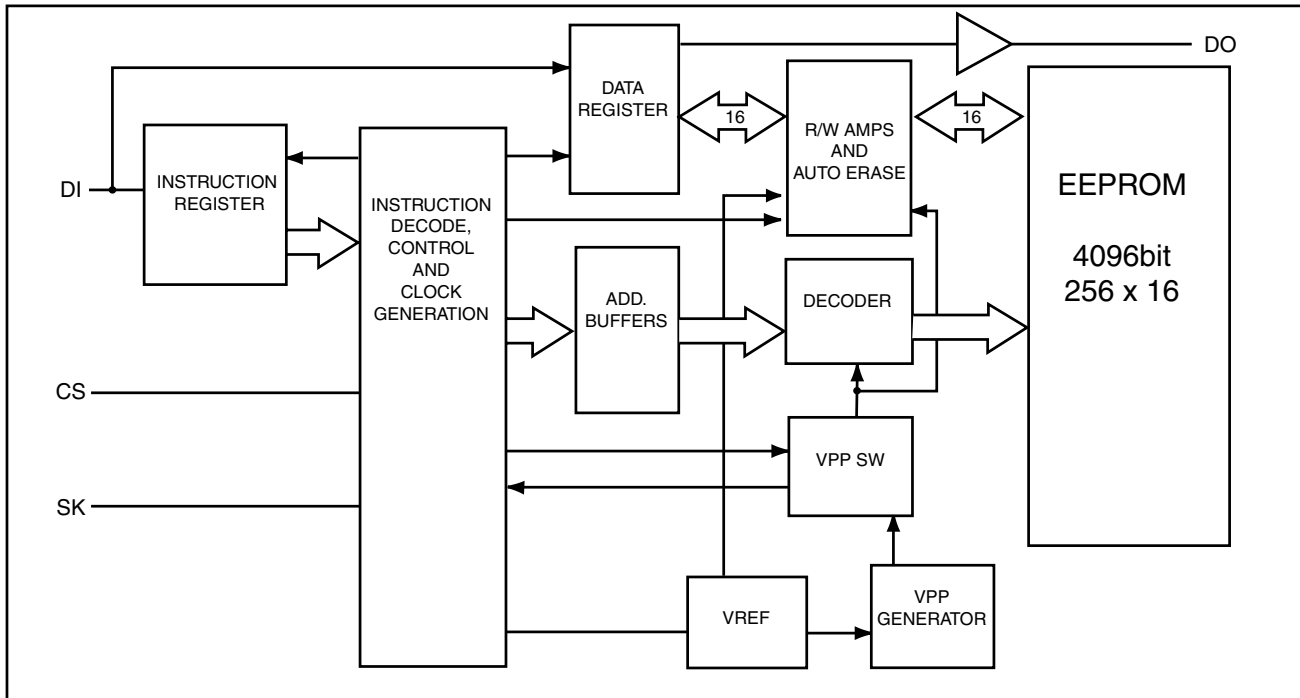 DO
DATA
REGISTER
16
R/W AMPS
AND
AUTO ERASE
16
EEPROM
4096bit
256 x 16
DI
INSTRUCTION
REGISTER
INSTRUCTION
DECODE,
CONTROL
AND
CLOCK
GENERATION
ADD.
BUFFERS
DECODER
CS
VPP SW
SK
VREF
VPP
GENERATOR